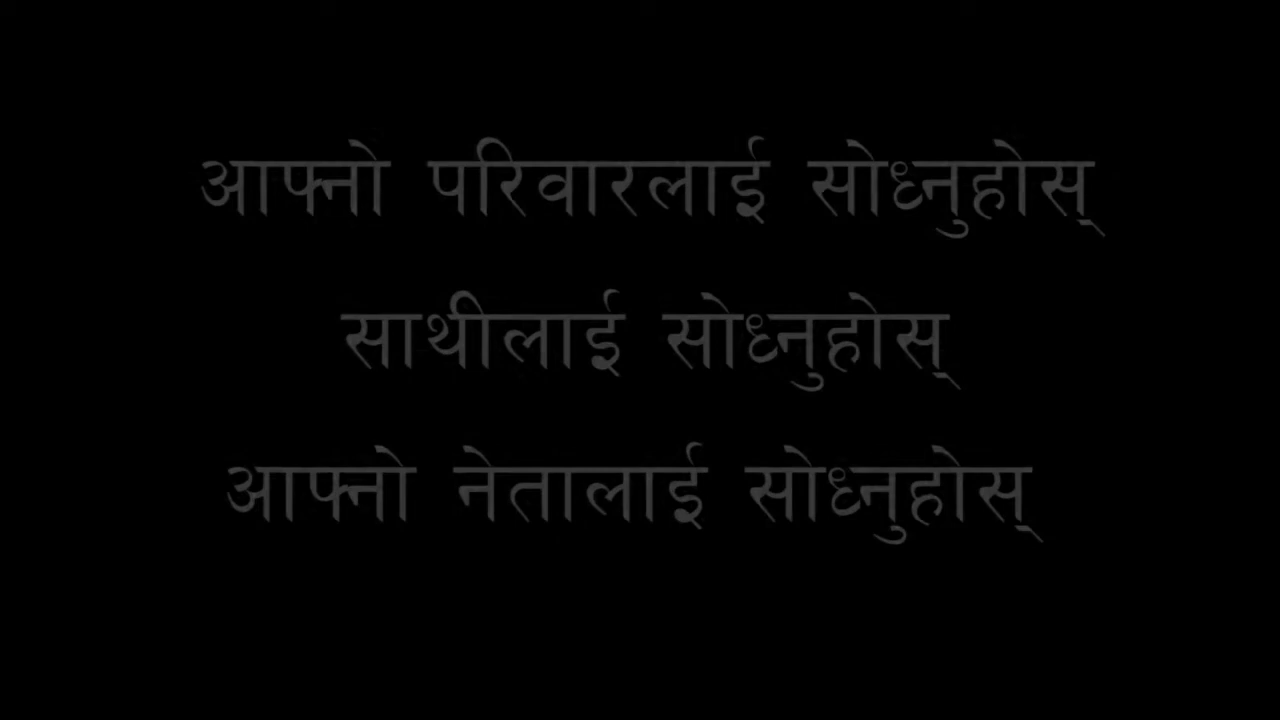 आफ्नो परिवारलाई सोध्नुहोस्
साथीलाई सोध्नुहोस्
आफ्नो नेतालाई सोध्नुहोस्